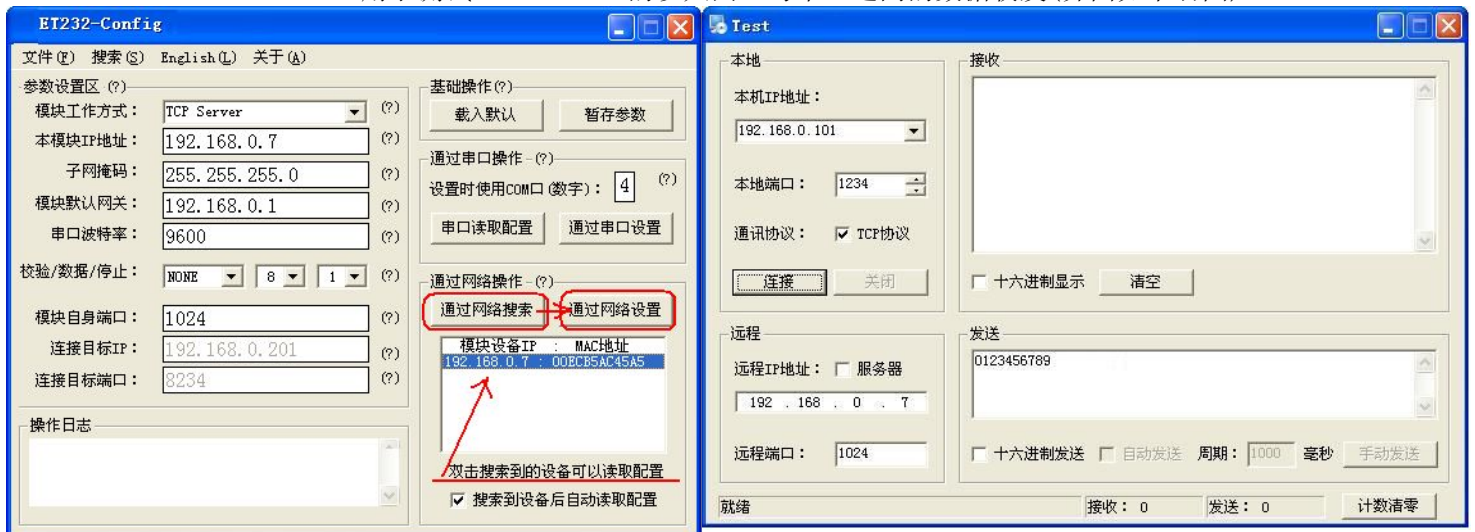 ET232-Config
文件(F) 搜索(S) English(L) 关于(A)
参数设置区 (?)
模块工作方式： TCP Server (?)
本模块IP地址： 192.168.0.7 (?)
子网掩码： 255.255.255.0 (?)
模块默认网关： 192.168.0.1 (?)
串口波特率： 9600 (?)
校验/数据/停止： NONE 8 1 (?)
模块自身端口： 1024 (?)
连接目标IP： 192.168.0.201 (?)
连接目标端口： 8234 (?)
操作日志
基础操作(?)
载入默认 暂存参数
通过串口操作-(?)
设置时使用COM口(数字)： 4 (?)
串口读取配置 通过串口设置
通过网络操作-(?)
通过网络搜索 通过网络设置
模块设备IP : MAC地址
192.168.0.7 : 00ECB5AC45A5
双击搜索到的设备可以读取配置
搜索到设备后自动读取配置
Test
本地
本机IP地址：
192.168.0.101
本地端口： 1234
通讯协议： TCP协议
连接 关闭
远程
远程IP地址： 服务器
192 . 168 . 0 . 7
远程端口： 1024
接收
十六进制显示 清空
发送
0123456789
十六进制发送 自动发送 周期： 1000 毫秒 手动发送
就绪 接收： 0 发送： 0 计数清零